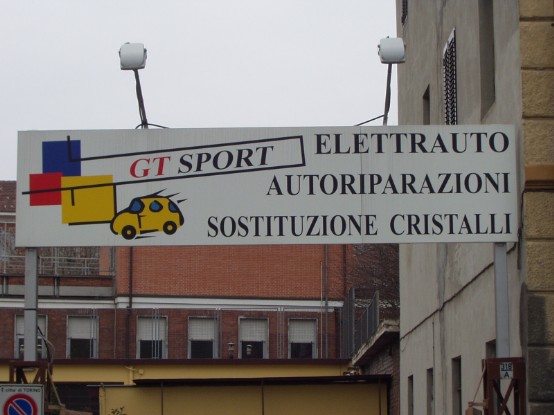 GT SPORT
ELETTRAUTO
AUTORIPARAZIONI
SOSTITUZIONE CRISTALLI